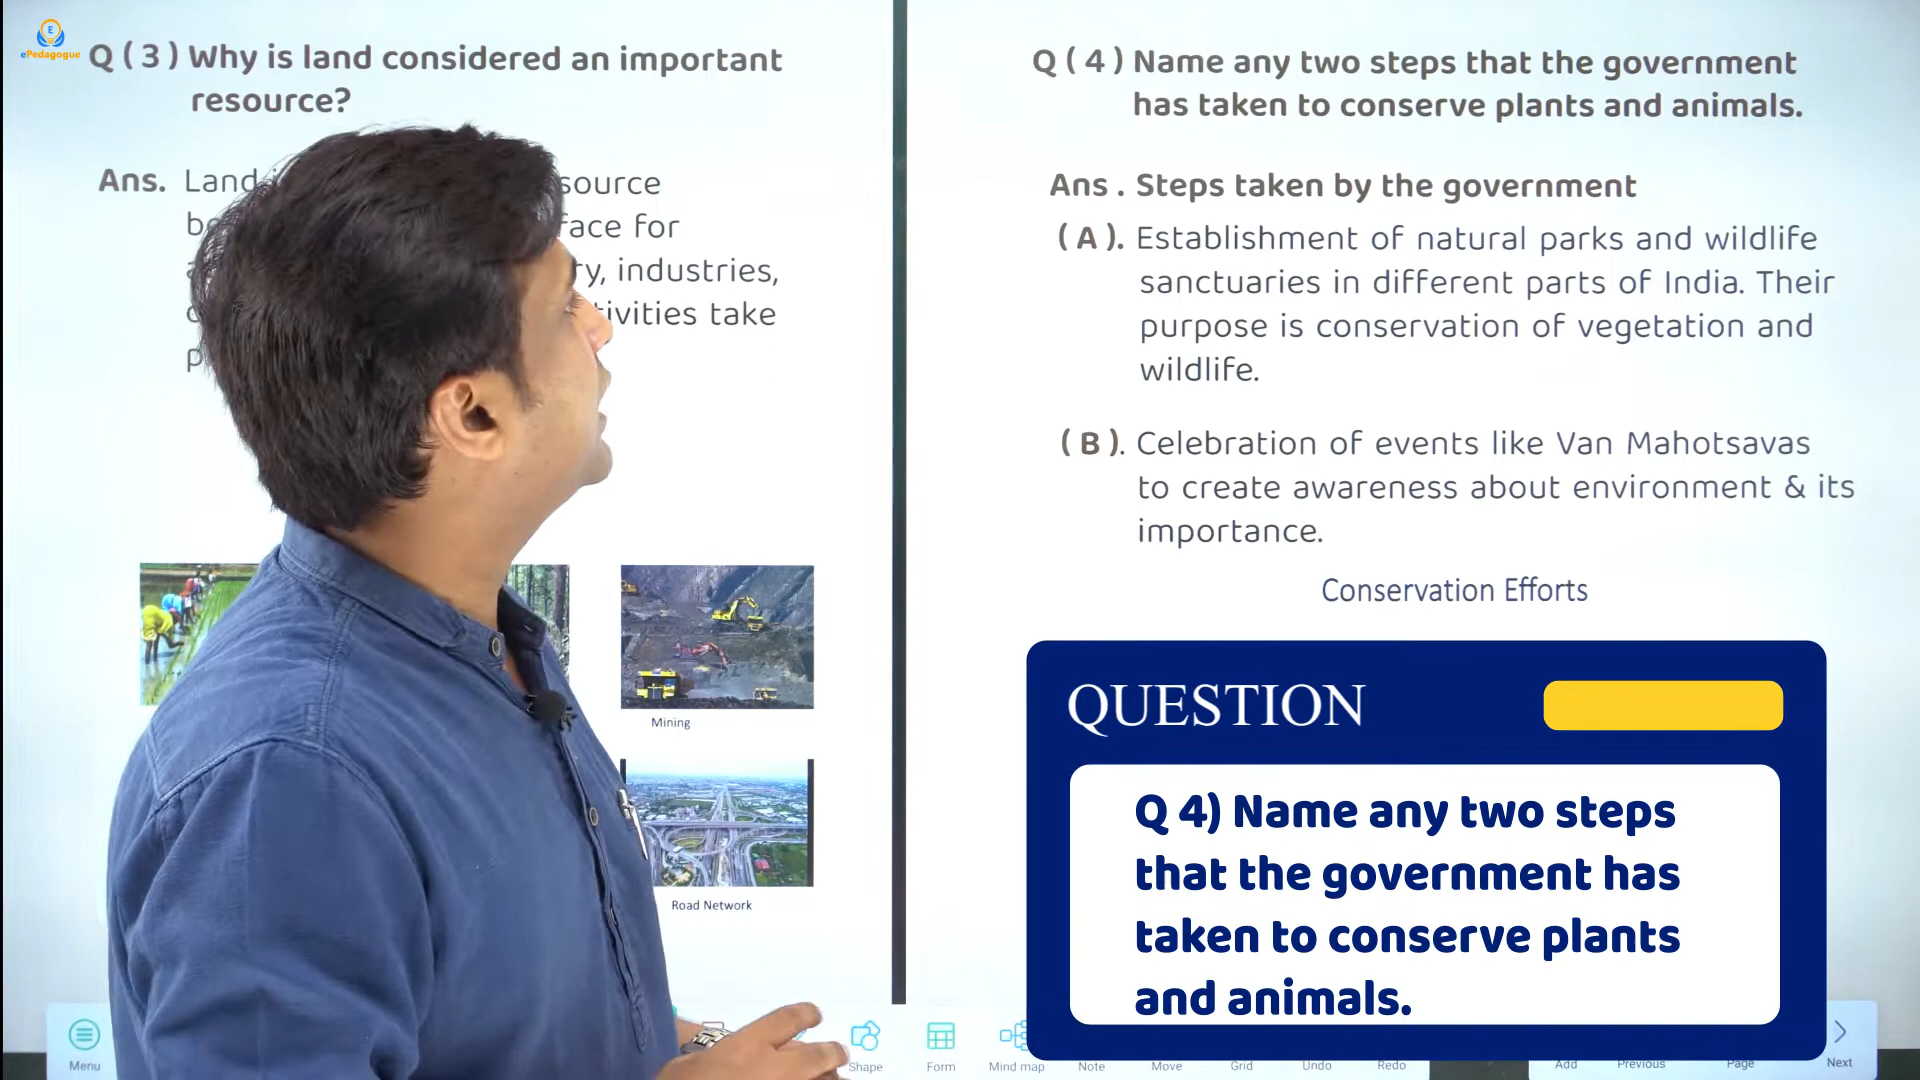 E
ePedagogue
Q ( 3 ) Why is land considered an important
resource?
Ans. Land source
face for
industries,
take
Mining
Road Network
Q ( 4 ) Name any two steps that the government
has taken to conserve plants and animals.
Ans . Steps taken by the government
( A ). Establishment of natural parks and wildlife
sanctuaries in different parts of India. Their
purpose is conservation of vegetation and
wildlife.
( B ). Celebration of events like Van Mahotsavas
to create awareness about environment & its
importance.
Conservation Efforts
QUESTION
Q 4) Name any two steps
that the government has
taken to conserve plants
and animals.
Menu Shape Form Mind map Note Move Grid Undo Redo Add Previous Page Next